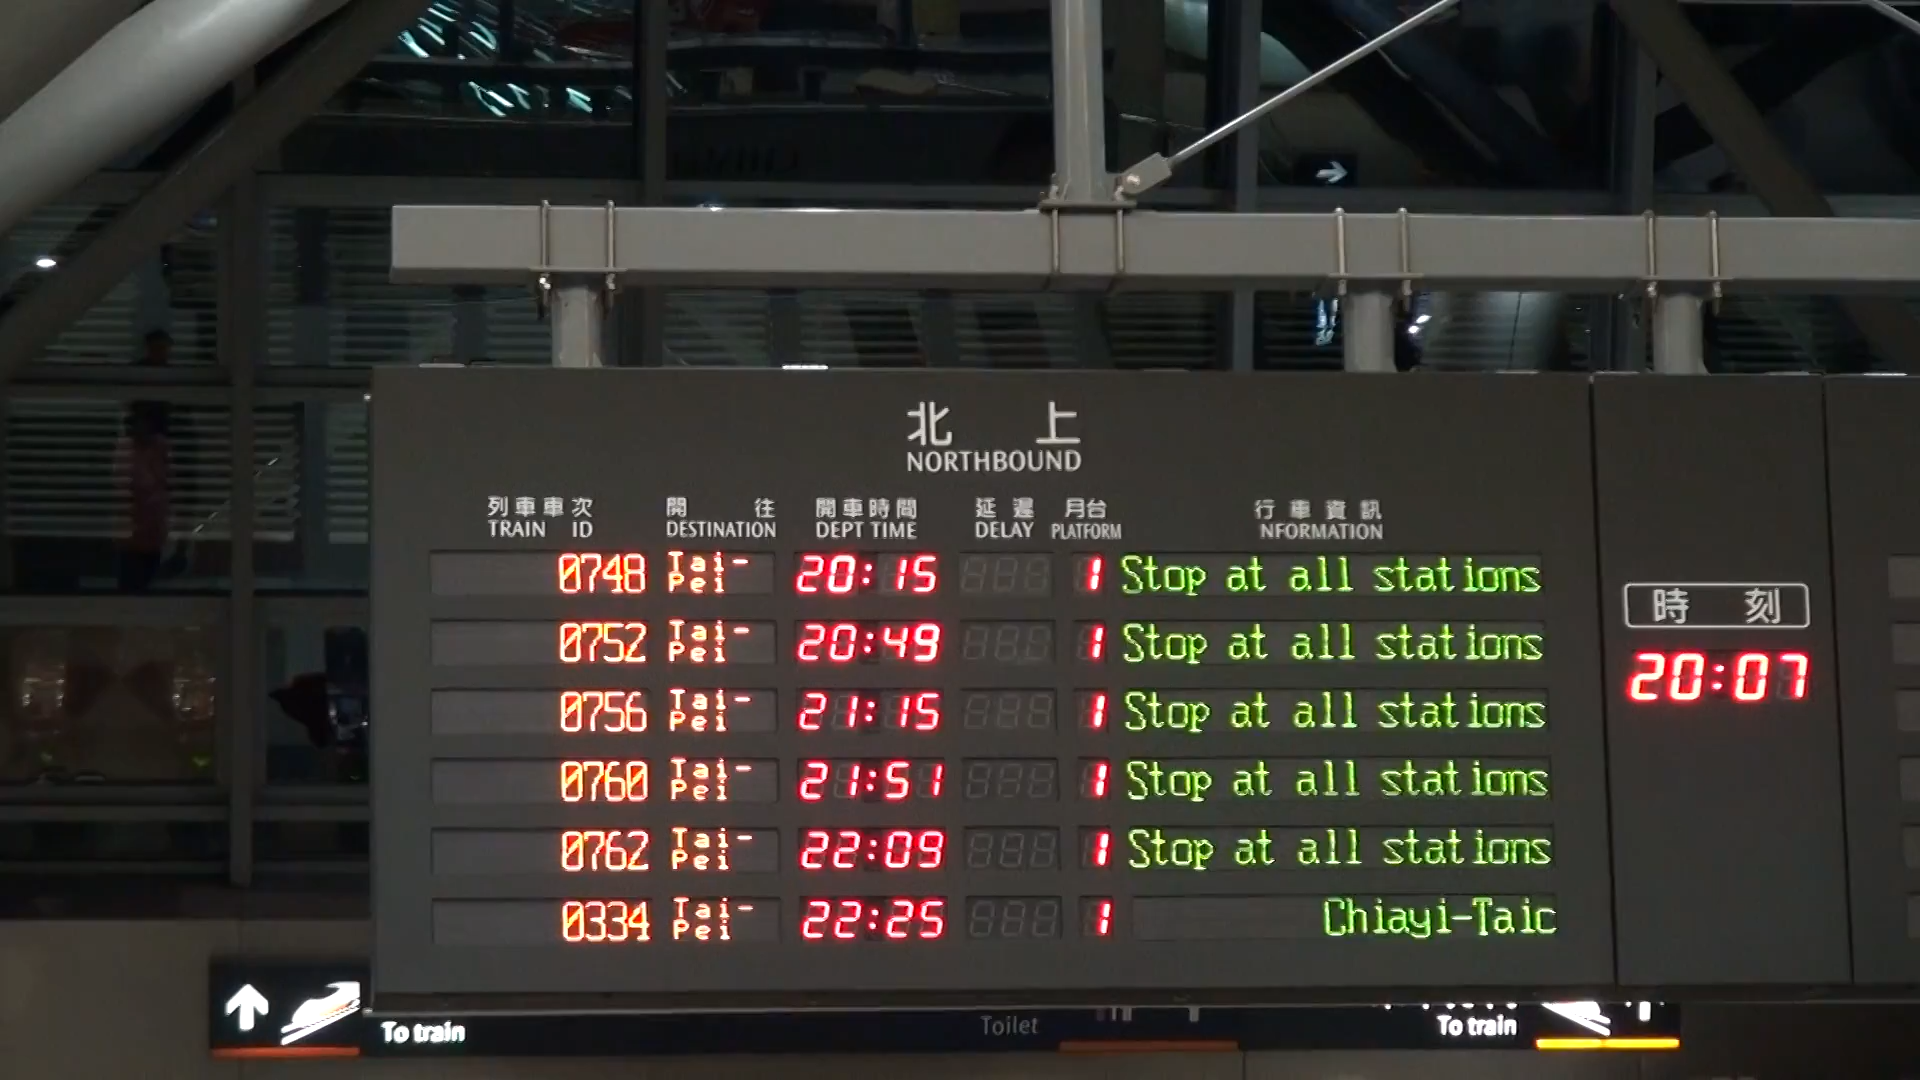 北 上
NORTHBOUND
列車車次 開 往 開車時間 延 遲 月台 行 車 資 訊
TRAIN ID DESTINATION DEPT TIME DELAY PLATFORM NFORMATION
0748 Tai-Pei 20:15 1 Stop at all stations
0752 Tai-Pei 20:49 1 Stop at all stations
0756 Tai-Pei 21:15 1 Stop at all stations
0760 Tai-Pei 21:51 1 Stop at all stations
0762 Tai-Pei 22:09 1 Stop at all stations
0334 Tai-Pei 22:25 1 Chiayi-Taic
時 刻
20:07
To train
Toilet
To train